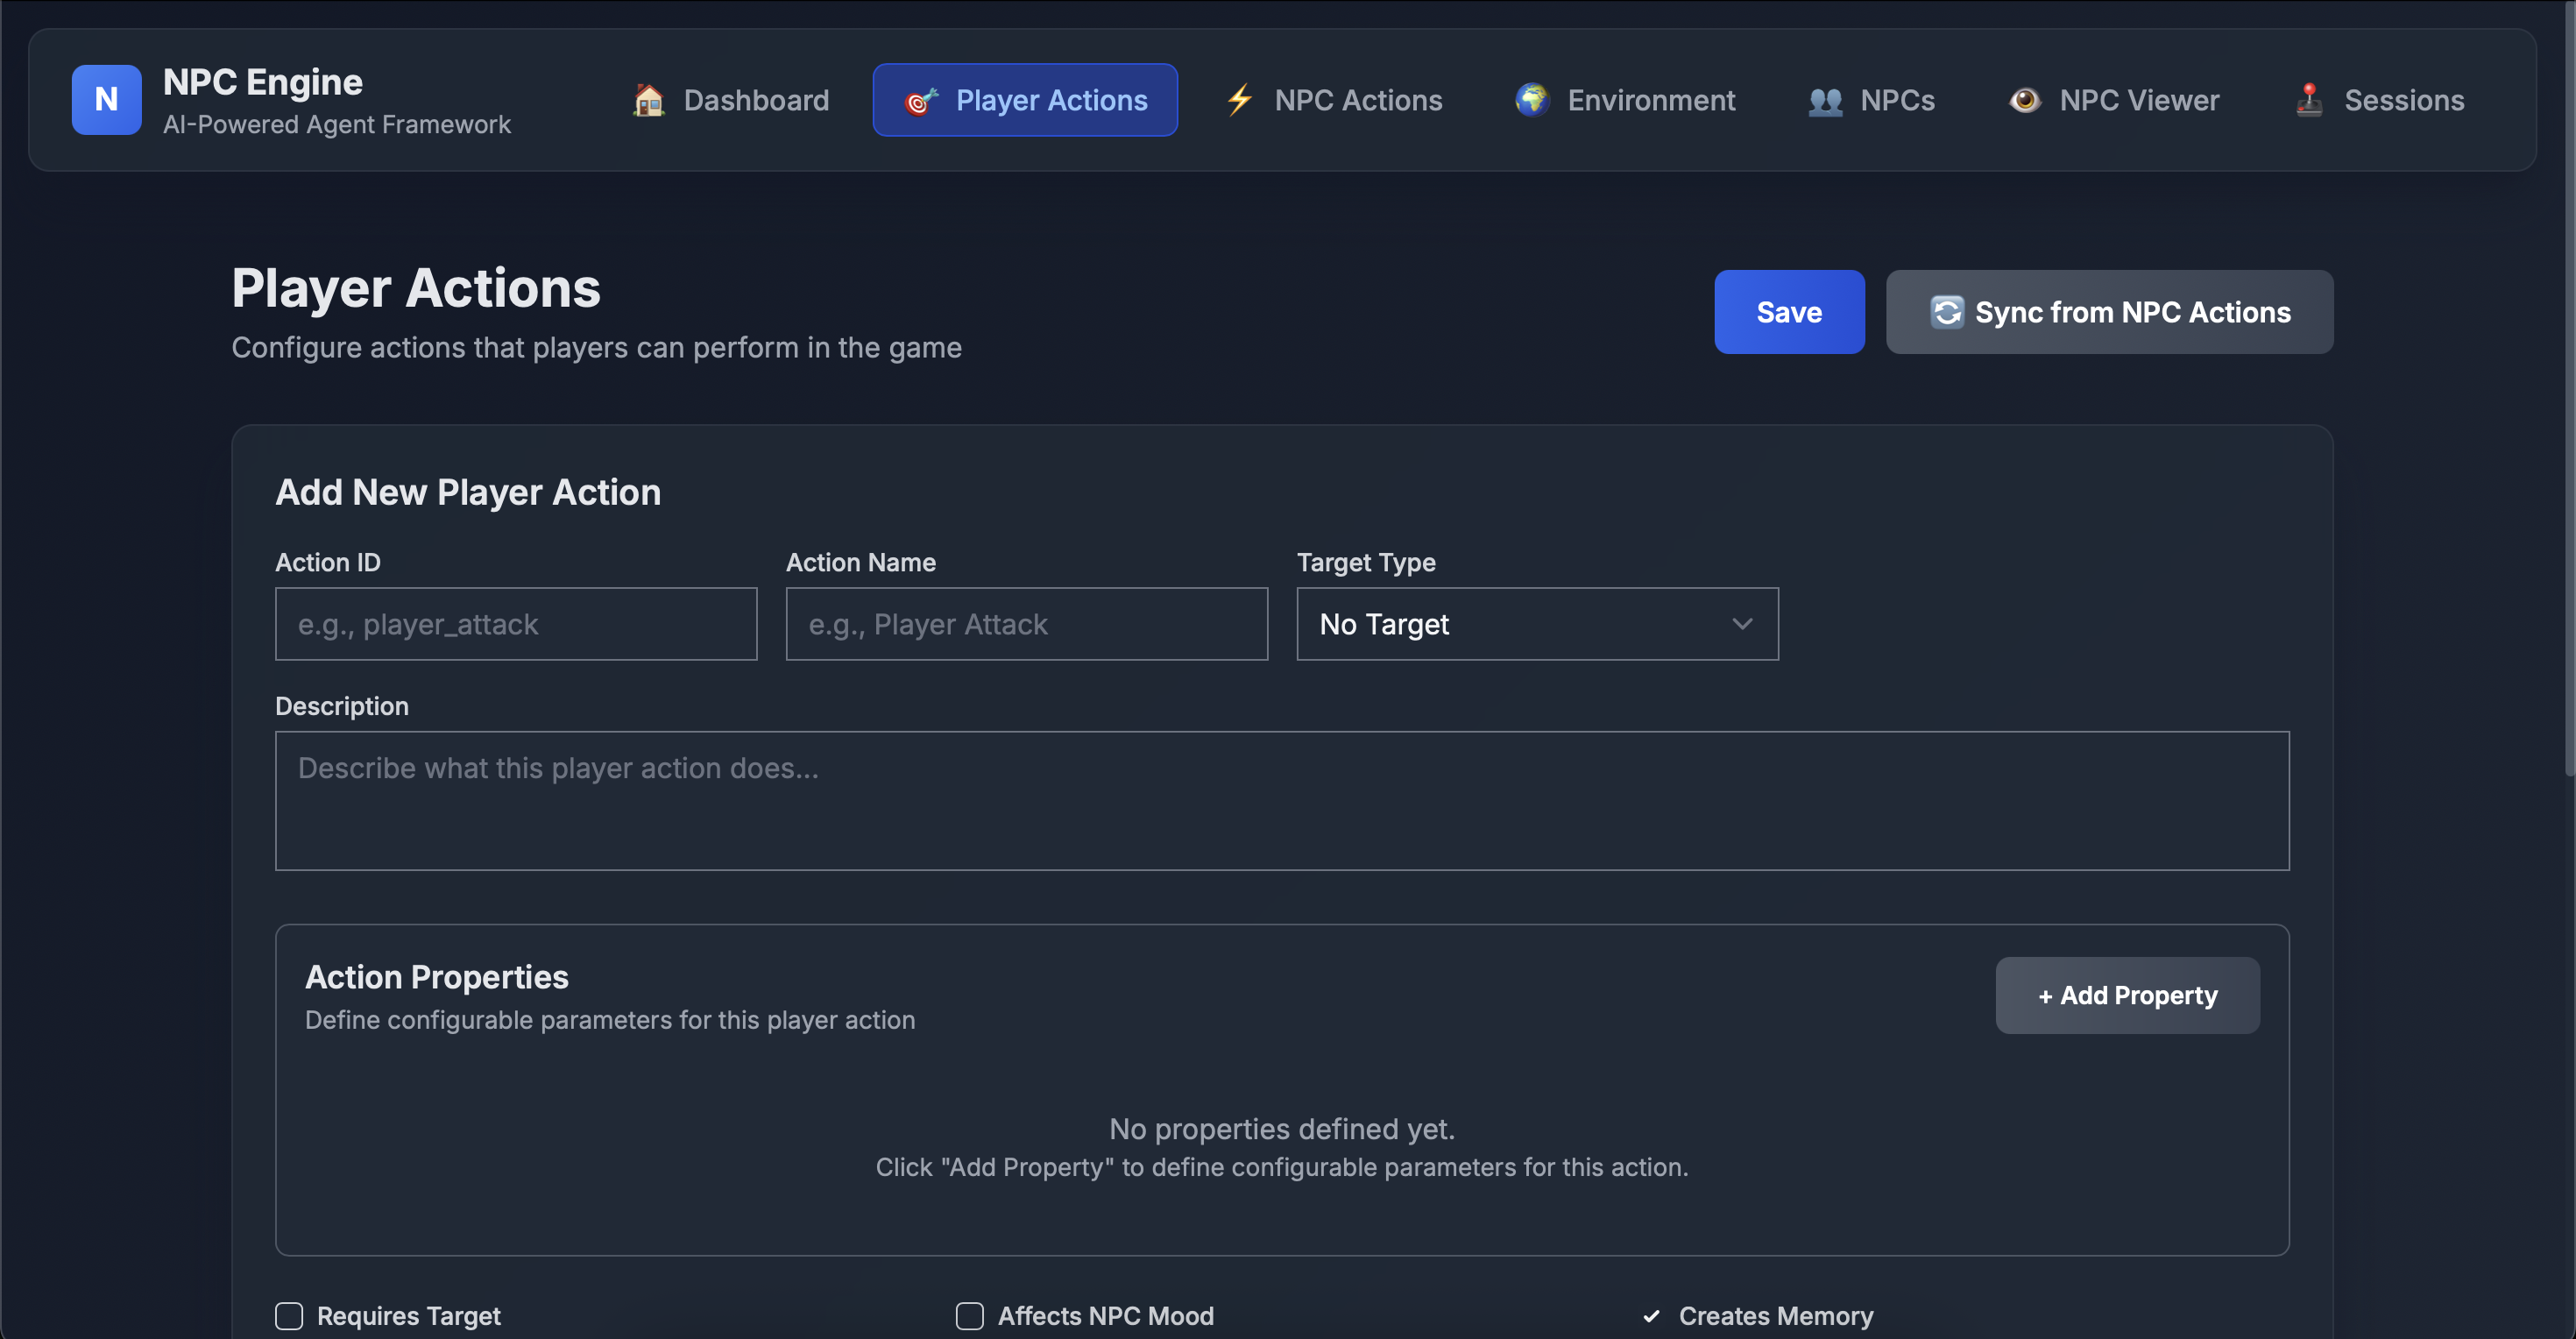 N
NPC Engine
AI-Powered Agent Framework
Dashboard
Player Actions
NPC Actions
Environment
NPCs
NPC Viewer
Sessions
Player Actions
Configure actions that players can perform in the game
Save
Sync from NPC Actions
Add New Player Action
Action ID
Action Name
Target Type
e.g., player_attack
e.g., Player Attack
No Target
Description
Describe what this player action does...
Action Properties
Define configurable parameters for this player action
+ Add Property
No properties defined yet.
Click "Add Property" to define configurable parameters for this action.
Requires Target
Affects NPC Mood
Creates Memory